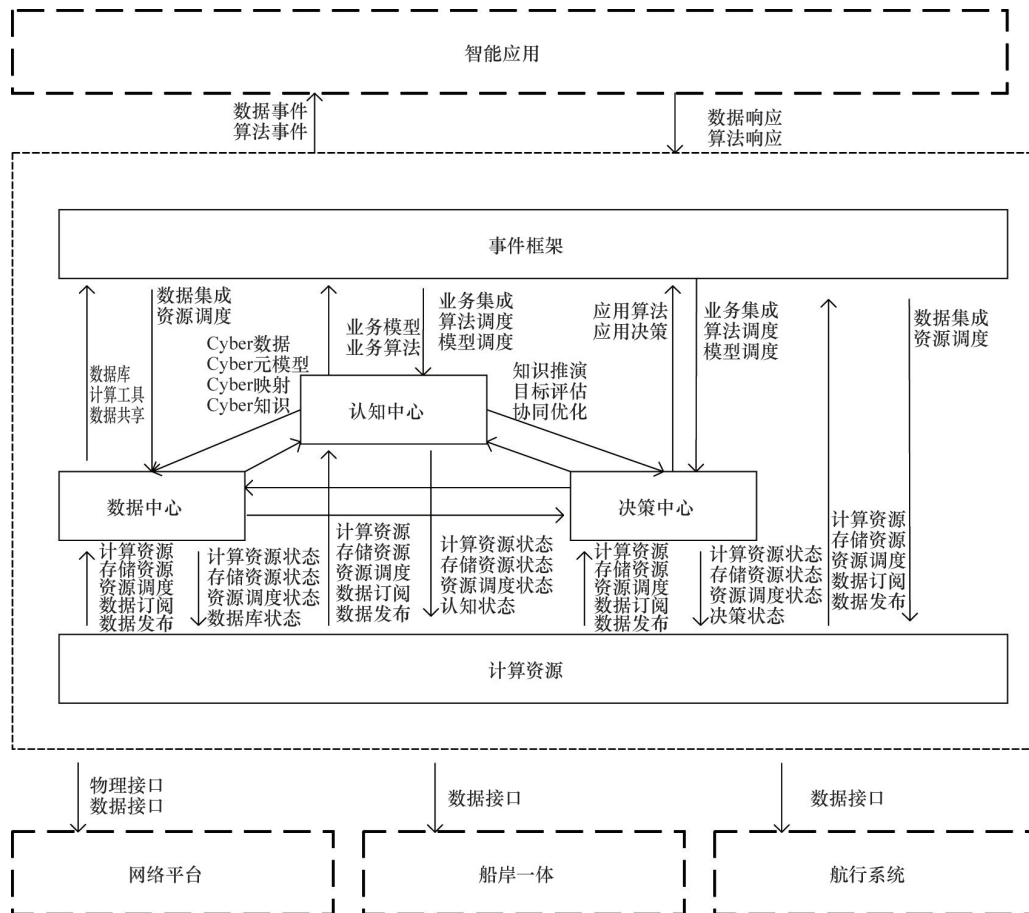 智能应用
数据事件
算法事件
数据响应
算法响应
事件框架
数据集成
资源调度
Cyber数据
Cyber元模型
Cyber映射
Cyber知识
数据库
计算工具
数据共享
业务模型
业务算法
业务集成
算法调度
模型调度
知识推演
目标评估
协同优化
应用算法
应用决策
业务集成
算法调度
模型调度
数据集成
资源调度
认知中心
数据中心
决策中心
计算资源
存储资源
资源调度
数据订阅
数据发布
计算资源状态
存储资源状态
资源调度状态
数据库状态
计算资源
存储资源
资源调度
数据订阅
数据发布
计算资源状态
存储资源状态
资源调度状态
认知状态
计算资源
存储资源
资源调度
数据订阅
数据发布
计算资源状态
存储资源状态
资源调度状态
决策状态
计算资源
存储资源
资源调度
数据订阅
数据发布
计算资源
物理接口
数据接口
数据接口
数据接口
网络平台
船岸一体
航行系统